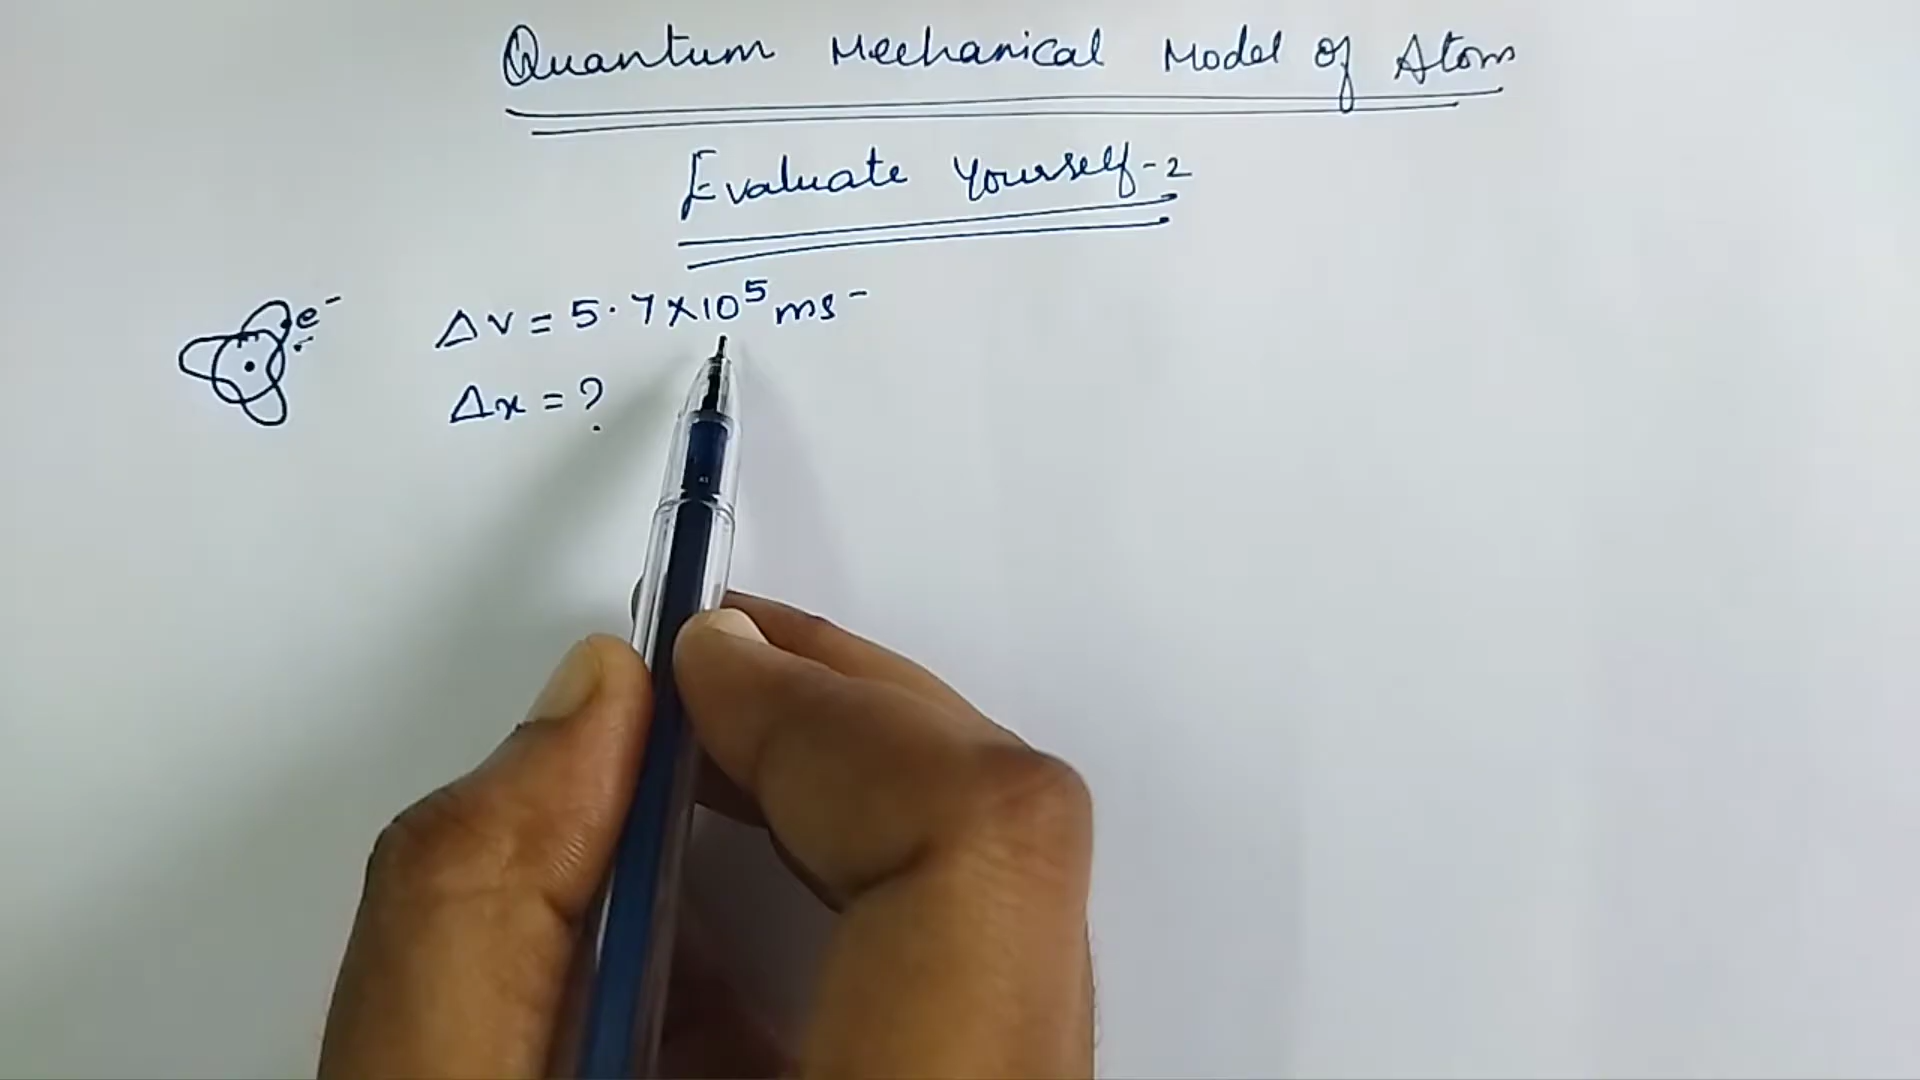 Quantum Mechanical Model of Atom
Evaluate Yourself-2
e⁻
Δv = 5.7×10⁵ ms⁻
Δx = ?